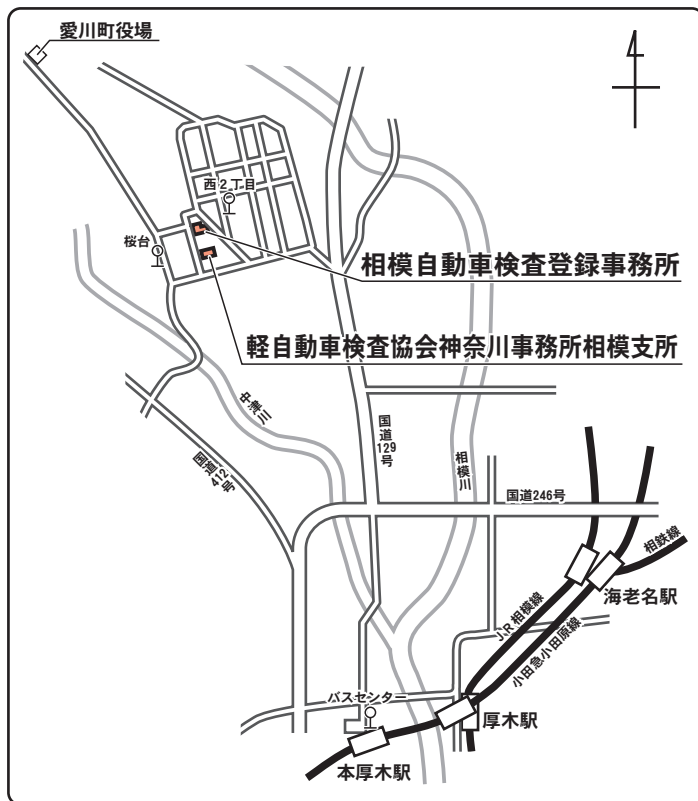 愛川町役場
西2丁目
桜台
相模自動車検査登録事務所
軽自動車検査協会神奈川事務所相模支所
中津川
国道129号
相模川
国道412号
国道246号
相鉄線
海老名駅
JR相模線
小田急小田原線
バスセンター
厚木駅
本厚木駅